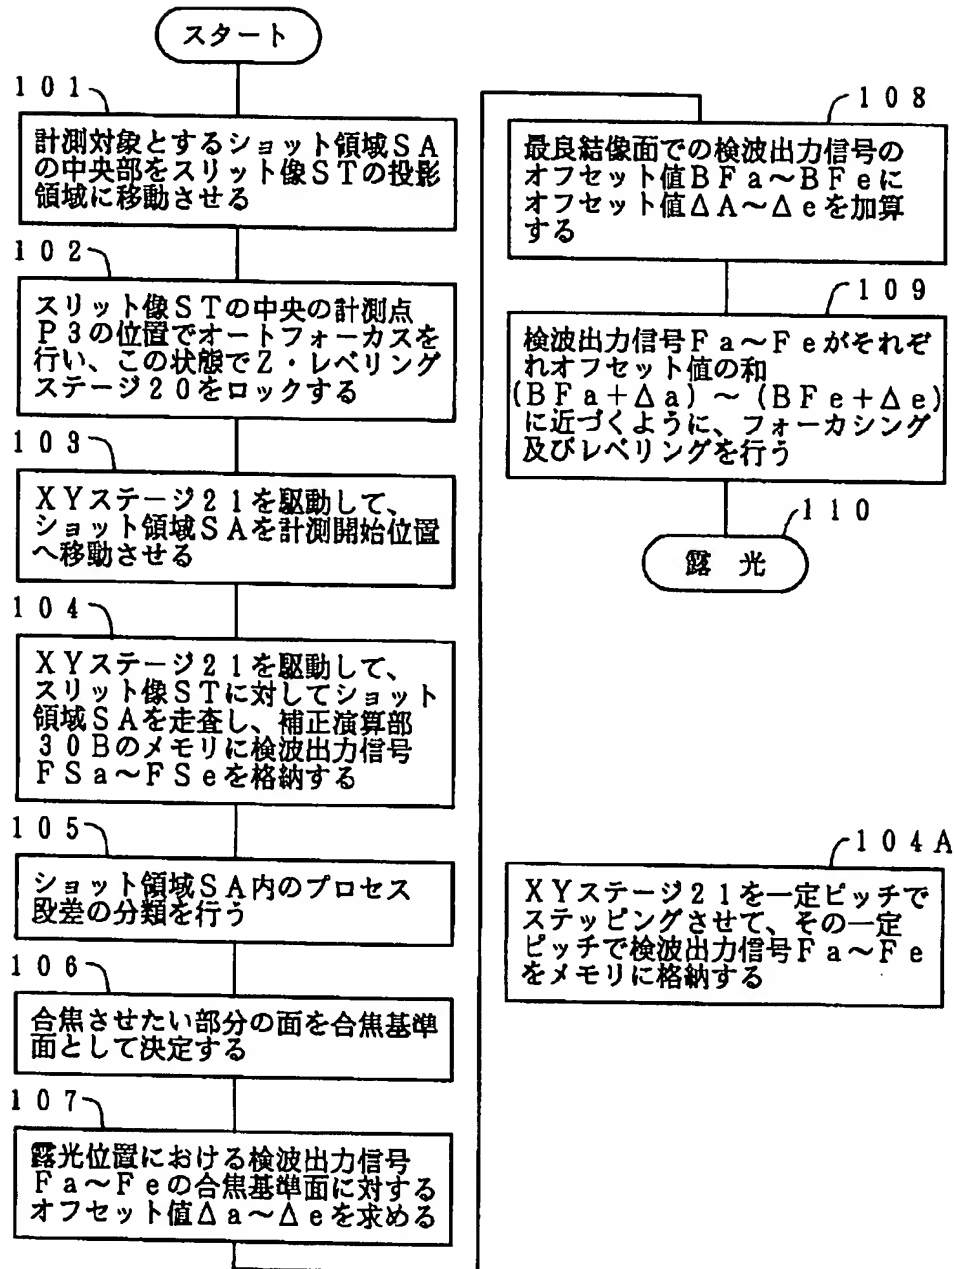 スタート
101
計測対象とするショット領域SA
の中央部をスリット像STの投影
領域に移動させる
102
スリット像STの中央の計測点
P3の位置でオートフォーカスを
行い、この状態でZ・レベリング
ステージ20をロックする
103
XYステージ21を駆動して、
ショット領域SAを計測開始位置
へ移動させる
104
XYステージ21を駆動して、
スリット像STに対してショット
領域SAを走査し、補正演算部
30Bのメモリに検波出力信号
FSa～FSeを格納する
105
ショット領域SA内のプロセス
段差の分類を行う
106
合焦させたい部分の面を合焦基準
面として決定する
107
露光位置における検波出力信号
Fa～Feの合焦基準面に対する
オフセット値Δa～Δeを求める
108
最良結像面での検波出力信号の
オフセット値BFa～BFeに
オフセット値ΔA～Δeを加算
する
109
検波出力信号Fa～Feがそれぞ
れオフセット値の和
(BFa+Δa)～(BFe+Δe)
に近づくように、フォーカシング
及びレベリングを行う
110
露光
104A
XYステージ21を一定ピッチで
ステッピングさせて、その一定
ピッチで検波出力信号Fa～Fe
をメモリに格納する